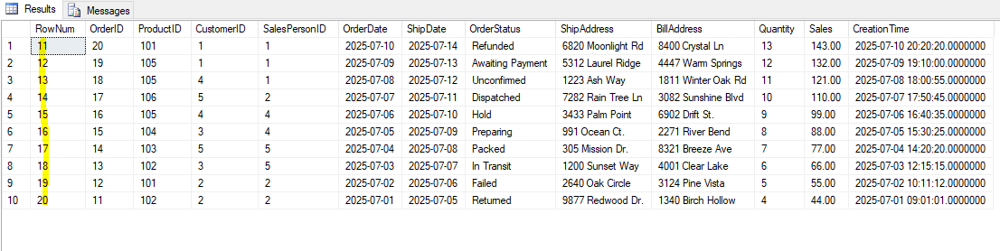 Results Messages
RowNum OrderID ProductID CustomerID SalesPersonID OrderDate ShipDate OrderStatus ShipAddress BillAddress Quantity Sales CreationTime
1 11 20 101 1 1 2025-07-10 2025-07-14 Refunded 6820 Moonlight Rd 8400 Crystal Ln 13 143.00 2025-07-10 20:20:20.0000000
2 12 19 105 1 1 2025-07-09 2025-07-13 Awaiting Payment 5312 Laurel Ridge 4447 Warm Springs 12 132.00 2025-07-09 19:10:00.0000000
3 13 18 105 4 1 2025-07-08 2025-07-12 Unconfirmed 1223 Ash Way 1811 Winter Oak Rd 11 121.00 2025-07-08 18:00:55.0000000
4 14 17 106 5 2 2025-07-07 2025-07-11 Dispatched 7282 Rain Tree Ln 3082 Sunshine Blvd 10 110.00 2025-07-07 17:50:45.0000000
5 15 16 105 4 4 2025-07-06 2025-07-10 Hold 3433 Palm Point 6902 Drift St. 9 99.00 2025-07-06 16:40:35.0000000
6 16 15 104 3 4 2025-07-05 2025-07-09 Preparing 991 Ocean Ct. 2271 River Bend 8 88.00 2025-07-05 15:30:25.0000000
7 17 14 103 5 5 2025-07-04 2025-07-08 Packed 305 Mission Dr. 8321 Breeze Ave 7 77.00 2025-07-04 14:20:20.0000000
8 18 13 102 3 5 2025-07-03 2025-07-07 In Transit 1200 Sunset Way 4001 Clear Lake 6 66.00 2025-07-03 12:15:15.0000000
9 19 12 101 2 2 2025-07-02 2025-07-06 Failed 2640 Oak Circle 3124 Pine Vista 5 55.00 2025-07-02 10:11:12.0000000
10 20 11 102 2 2 2025-07-01 2025-07-05 Returned 9877 Redwood Dr. 1340 Birch Hollow 4 44.00 2025-07-01 09:01:01.0000000